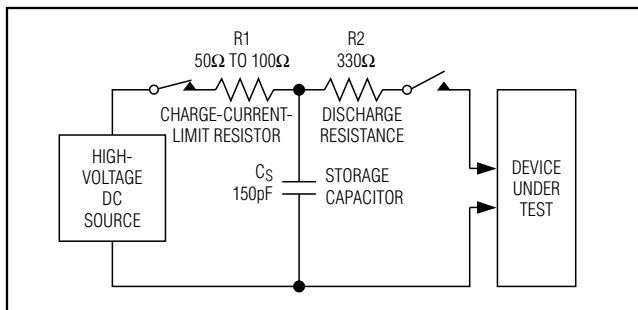 R1
50Ω TO 100Ω
CHARGE-CURRENT-
LIMIT RESISTOR
R2
330Ω
DISCHARGE
RESISTANCE
HIGH-
VOLTAGE
DC
SOURCE
CS
150pF
STORAGE
CAPACITOR
DEVICE
UNDER
TEST